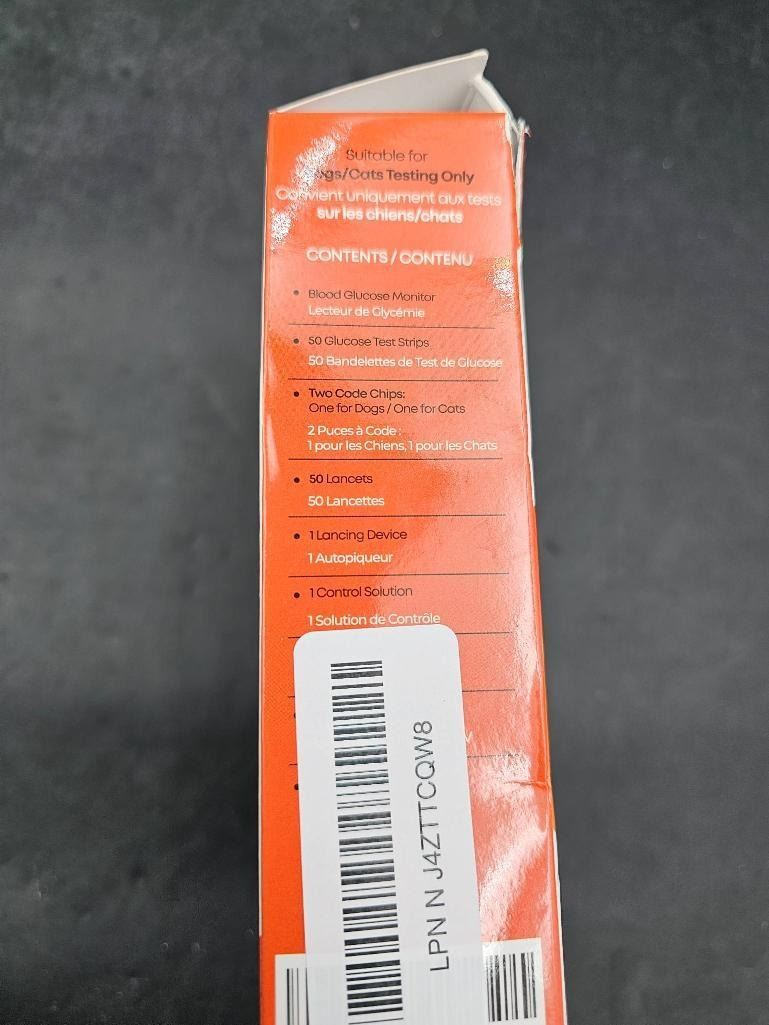 Suitable for
Dogs/Cats Testing Only
Convient uniquement aux tests
sur les chiens/chats
CONTENTS / CONTENU
• Blood Glucose Monitor
Lecteur de Glycémie
• 50 Glucose Test Strips
50 Bandelettes de Test de Glucose
• Two Code Chips:
One for Dogs / One for Cats
2 Puces à Code :
1 pour les Chiens, 1 pour les Chats
• 50 Lancets
50 Lancettes
• 1 Lancing Device
1 Autopiqueur
• 1 Control Solution
1 Solution de Contrôle
LPN N J4ZTTCQW8